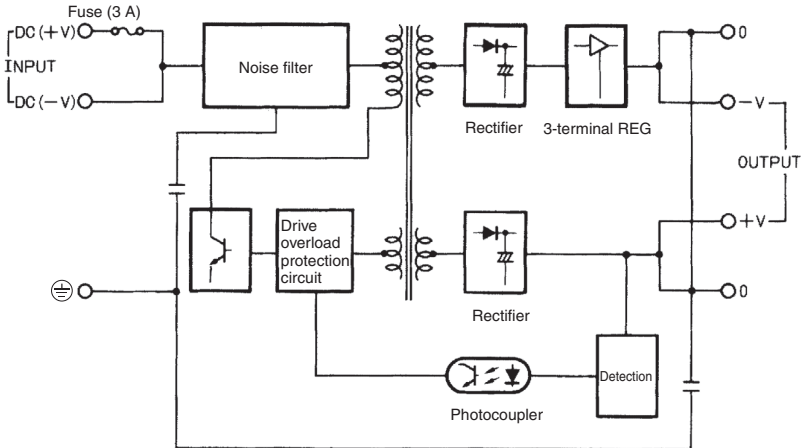 Fuse (3 A)
DC(+V)
INPUT
DC(−V)
Noise filter
Rectifier
3-terminal REG
0
−V
OUTPUT
+V
0
Drive
overload
protection
circuit
Rectifier
Detection
Photocoupler